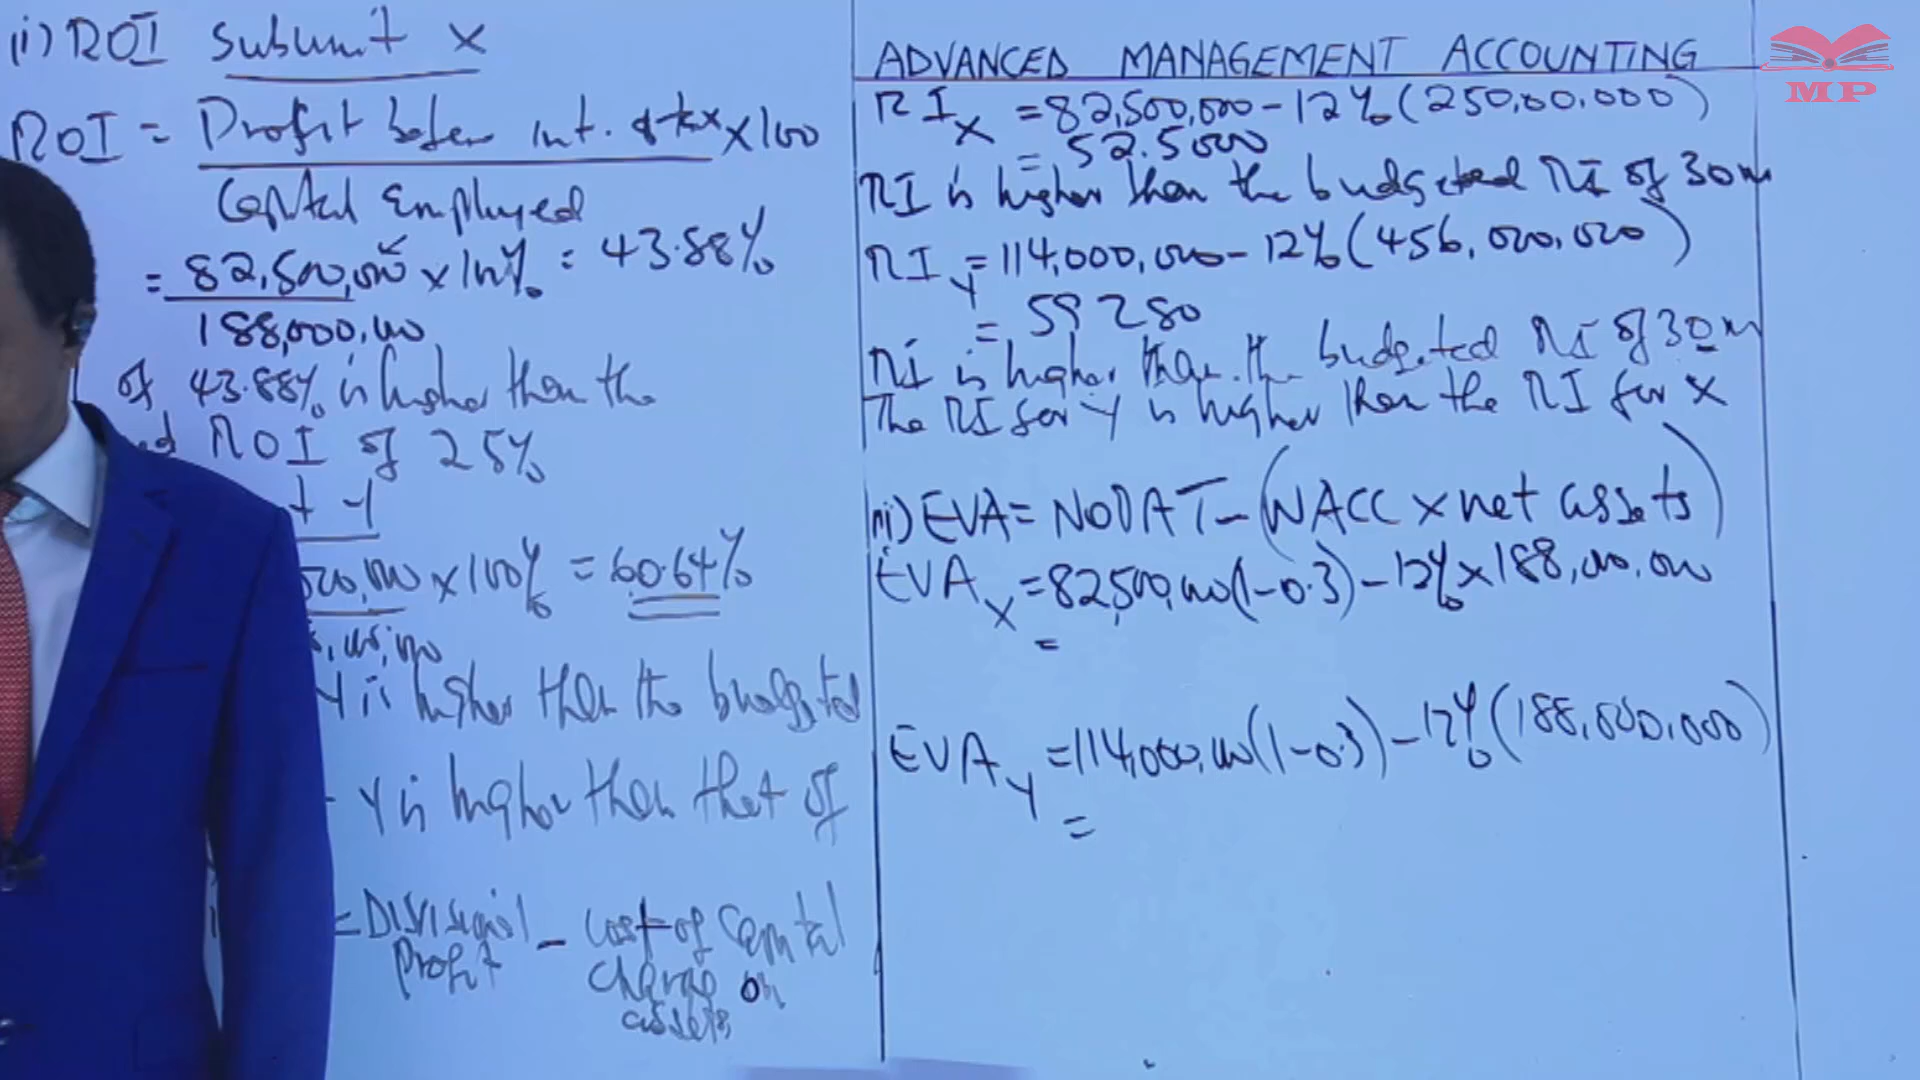 (ii) ROI Subunit X
ROI = Profit before int. & tax x 100
Capital Employed
= 82,500,000 x 100% = 43.88%
188,000,000
of 43.88% is higher than the
ed ROI of 25%
t Y
000,000 x 100% = 60.64%
Y is higher than the budgeted
Y is higher than that of
= Divisional Profit - Cost of Capital
charge on
assets
ADVANCED MANAGEMENT ACCOUNTING
RI X = 82,500,000 - 12% (250,00,000)
= 52.5000
RI is higher than the budgeted RI of 30m
RI Y = 114,000,000 - 12% (456,000,000)
= 59280
RI is higher than the budgeted RI of 30m
The RI for Y is higher than the RI for X
iii) EVA = NOPAT - (WACC x net assets)
EVA X = 82,500,000 (1-0.3) - 12% x 188,000,000
=
EVA Y = 114,000,000 (1-0.3) - 12% (188,000,000)
=
MP